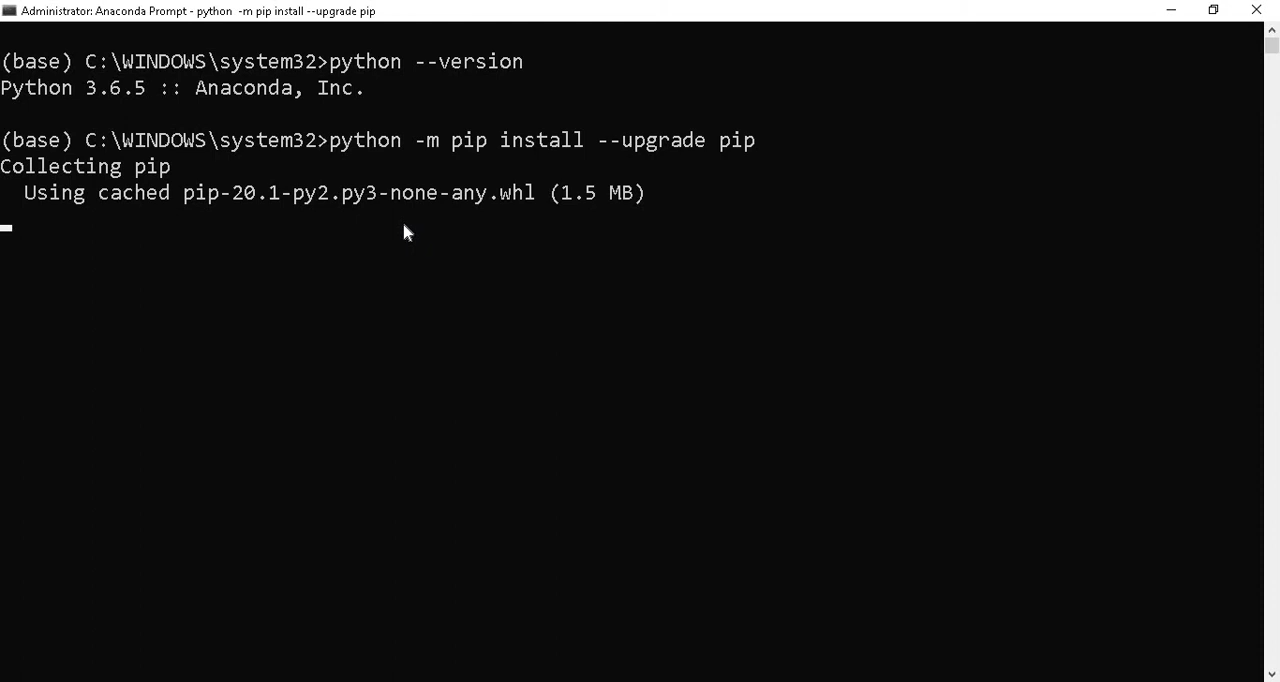 Administrator: Anaconda Prompt - python  -m pip install --upgrade pip
(base) C:\WINDOWS\system32>python --version
Python 3.6.5 :: Anaconda, Inc.
(base) C:\WINDOWS\system32>python -m pip install --upgrade pip
Collecting pip
  Using cached pip-20.1-py2.py3-none-any.whl (1.5 MB)